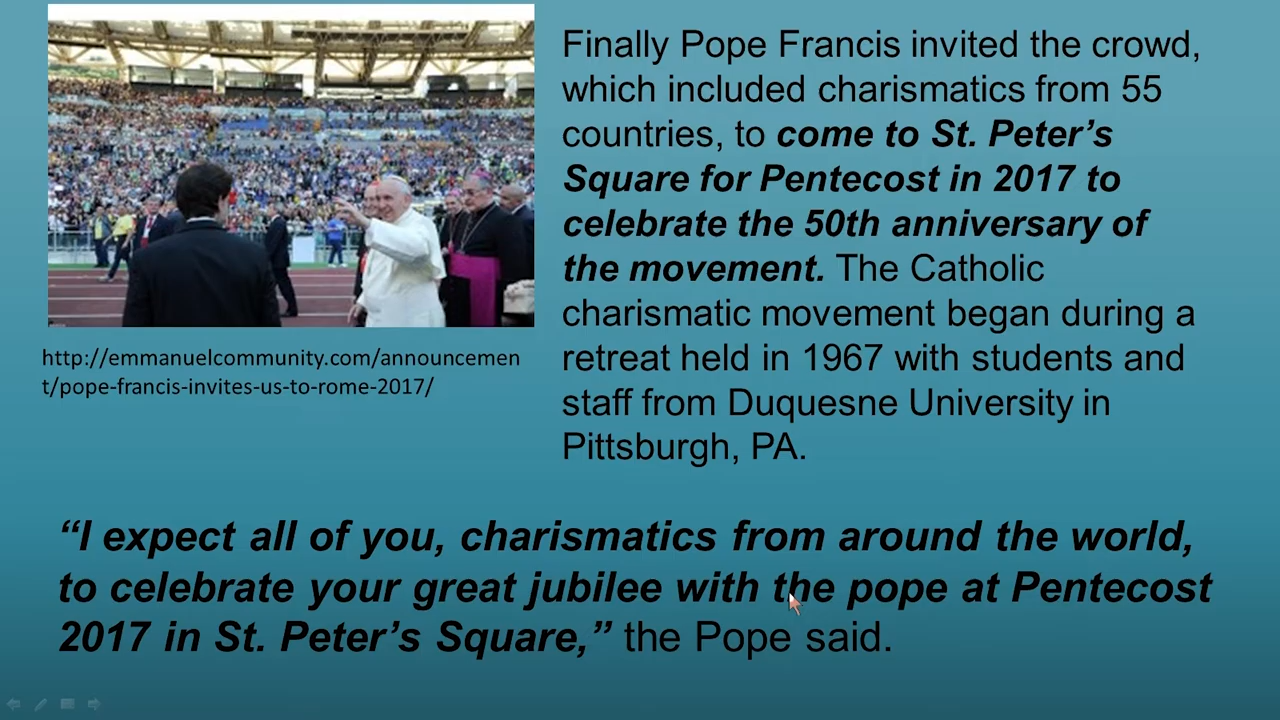 Finally Pope Francis invited the crowd,
which included charismatics from 55
countries, to come to St. Peter’s
Square for Pentecost in 2017 to
celebrate the 50th anniversary of
the movement. The Catholic
charismatic movement began during a
retreat held in 1967 with students and
staff from Duquesne University in
Pittsburgh, PA.
http://emmanuelcommunity.com/announcemen
t/pope-francis-invites-us-to-rome-2017/
“I expect all of you, charismatics from around the world,
to celebrate your great jubilee with the pope at Pentecost
2017 in St. Peter’s Square,” the Pope said.